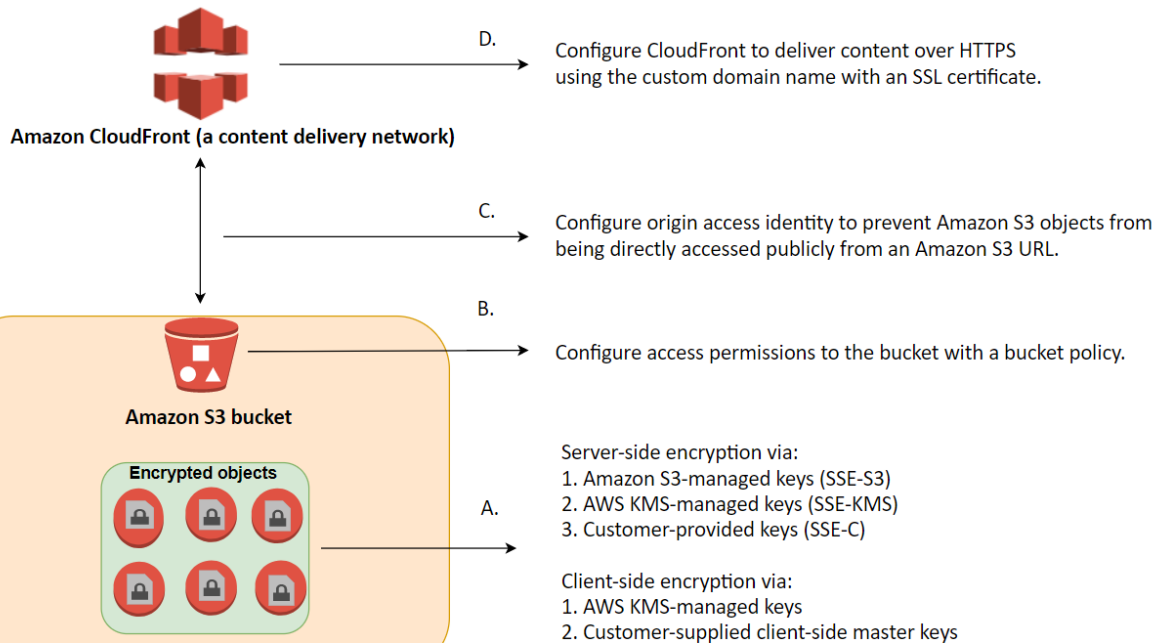 D.
Configure CloudFront to deliver content over HTTPS
using the custom domain name with an SSL certificate.
Amazon CloudFront (a content delivery network)
C.
Configure origin access identity to prevent Amazon S3 objects from
being directly accessed publicly from an Amazon S3 URL.
B.
Configure access permissions to the bucket with a bucket policy.
Amazon S3 bucket
Encrypted objects
A.
Server-side encryption via:
1. Amazon S3-managed keys (SSE-S3)
2. AWS KMS-managed keys (SSE-KMS)
3. Customer-provided keys (SSE-C)
Client-side encryption via:
1. AWS KMS-managed keys
2. Customer-supplied client-side master keys